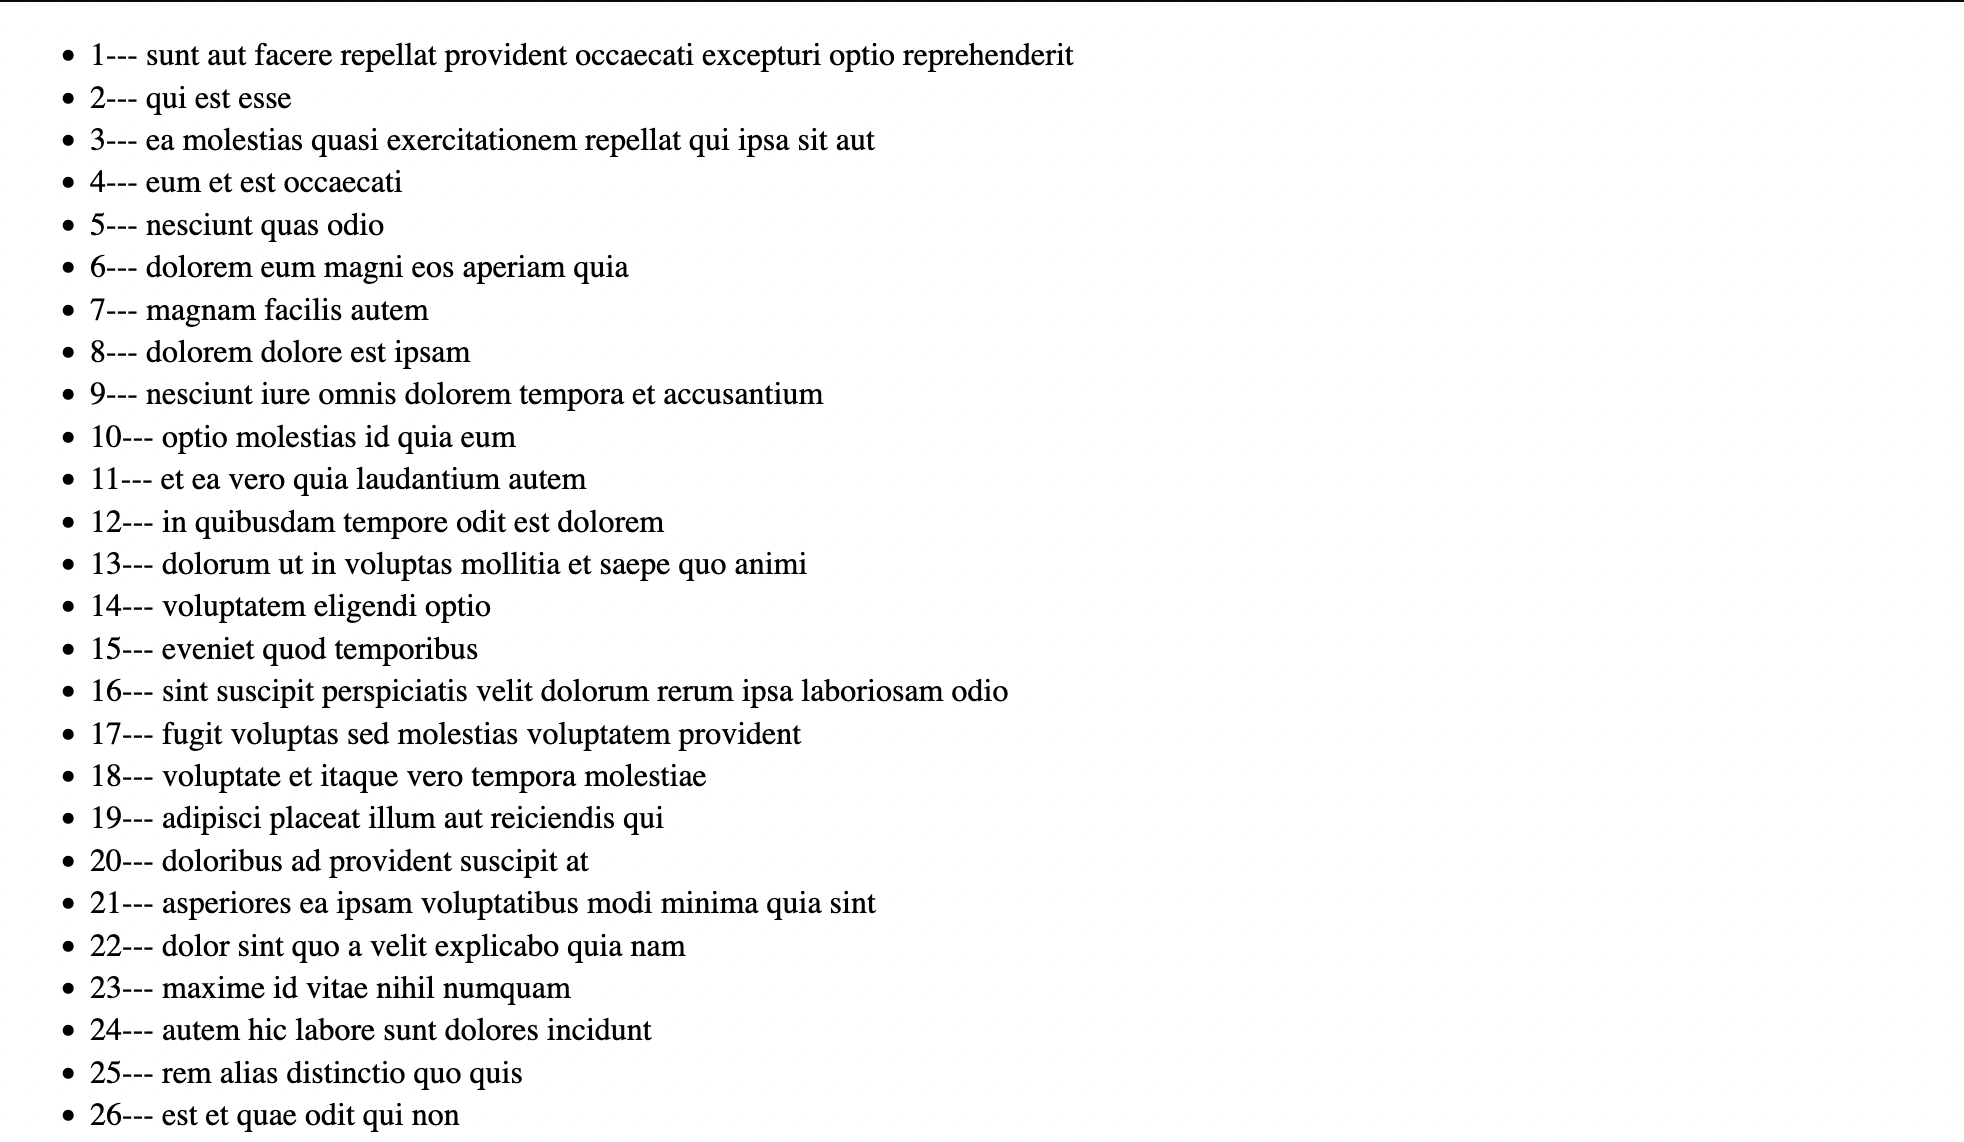 • 1--- sunt aut facere repellat provident occaecati excepturi optio reprehenderit
• 2--- qui est esse
• 3--- ea molestias quasi exercitationem repellat qui ipsa sit aut
• 4--- eum et est occaecati
• 5--- nesciunt quas odio
• 6--- dolorem eum magni eos aperiam quia
• 7--- magnam facilis autem
• 8--- dolorem dolore est ipsam
• 9--- nesciunt iure omnis dolorem tempora et accusantium
• 10--- optio molestias id quia eum
• 11--- et ea vero quia laudantium autem
• 12--- in quibusdam tempore odit est dolorem
• 13--- dolorum ut in voluptas mollitia et saepe quo animi
• 14--- voluptatem eligendi optio
• 15--- eveniet quod temporibus
• 16--- sint suscipit perspiciatis velit dolorum rerum ipsa laboriosam odio
• 17--- fugit voluptas sed molestias voluptatem provident
• 18--- voluptate et itaque vero tempora molestiae
• 19--- adipisci placeat illum aut reiciendis qui
• 20--- doloribus ad provident suscipit at
• 21--- asperiores ea ipsam voluptatibus modi minima quia sint
• 22--- dolor sint quo a velit explicabo quia nam
• 23--- maxime id vitae nihil numquam
• 24--- autem hic labore sunt dolores incidunt
• 25--- rem alias distinctio quo quis
• 26--- est et quae odit qui non